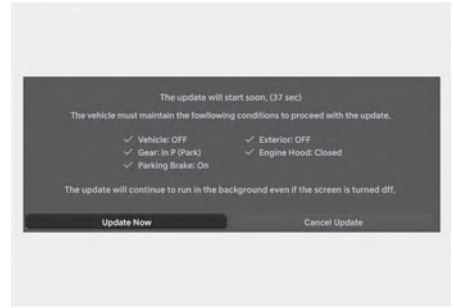 The update will start soon, (37 sec)
The vehicle must maintain the fowllowing conditions to proceed with the update,
✓ Vehicle: OFF ✓ Exterior: OFF
✓ Gear: in P (Park) ✓ Engine Hood: Closed
✓ Parking Brake: On
The update will continue to run in the background even if the screen is turned dff,
Update Now Cancel Update